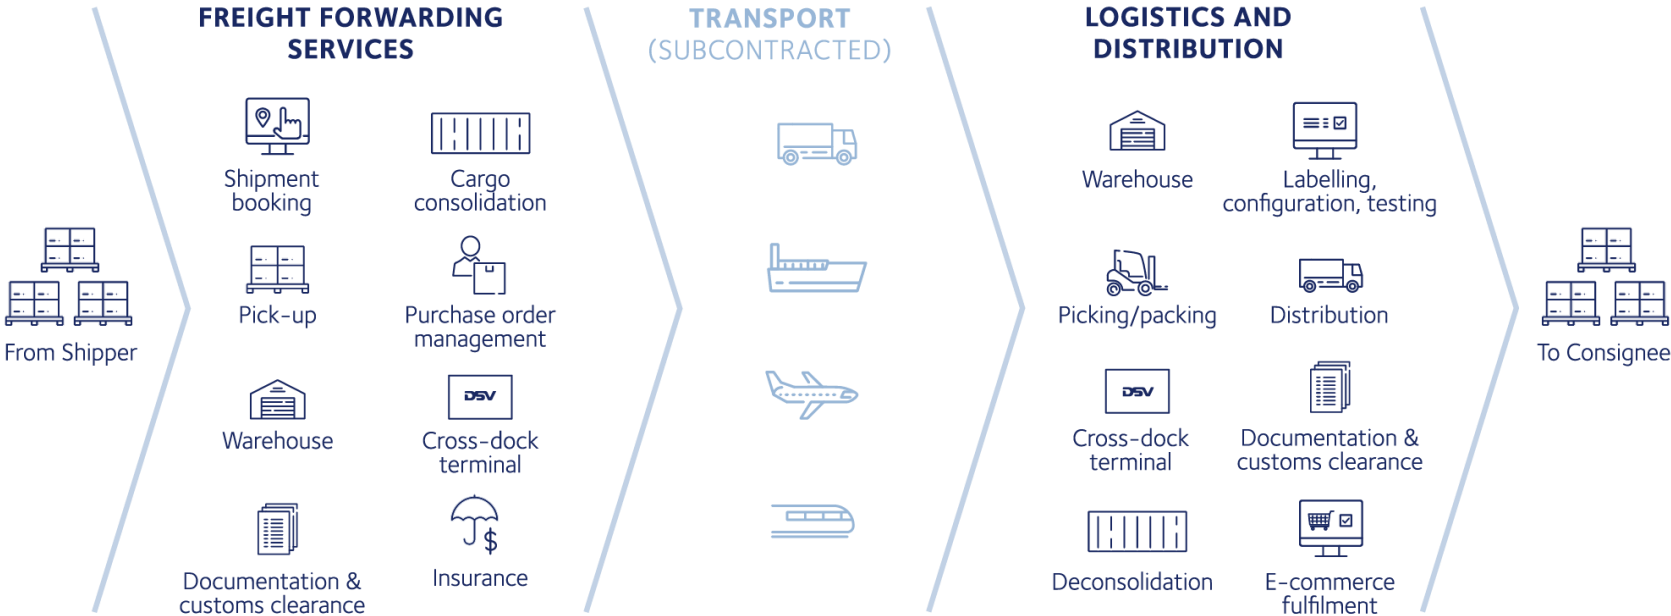 FREIGHT FORWARDING
SERVICES
TRANSPORT
(SUBCONTRACTED)
LOGISTICS AND
DISTRIBUTION
From Shipper
Shipment
booking
Cargo
consolidation
Pick-up
Purchase order
management
Warehouse
DSV
Cross-dock
terminal
Documentation &
customs clearance
$
Insurance
Warehouse
Labelling,
configuration, testing
Picking/packing
Distribution
DSV
Cross-dock
terminal
Documentation &
customs clearance
Deconsolidation
E-commerce
fulfilment
To Consignee